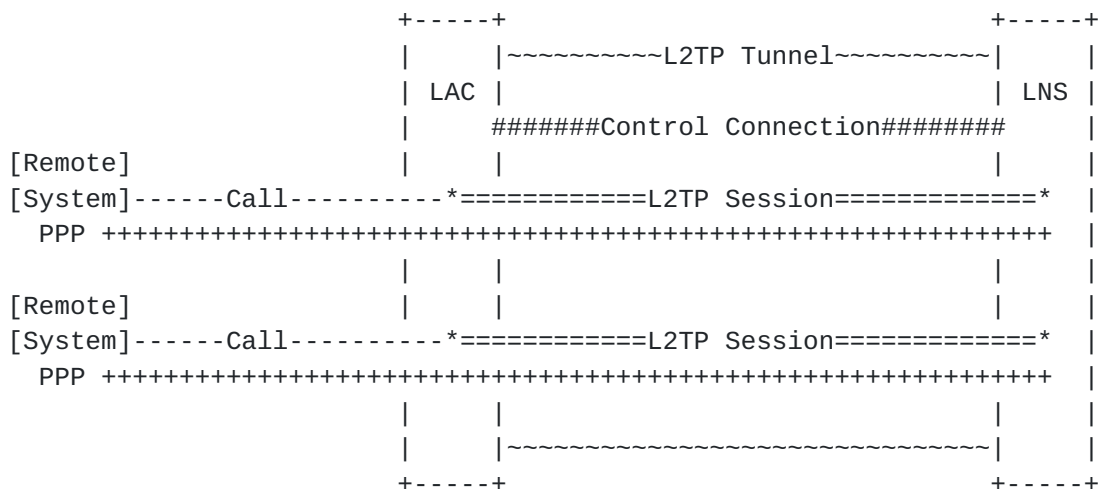 +-----+                               +-----+
                         |     |~~~~~~~~~~L2TP Tunnel~~~~~~~~~~|     |
                         | LAC |                               | LNS |
                         |     #######Control Connection########     |
[Remote]                 |     |                               |     |
[System]------Call----------*============L2TP Session=============*  |
  PPP +++++++++++++++++++++++++++++++++++++++++++++++++++++++++++++  |
                         |     |                               |     |
[Remote]                 |     |                               |     |
[System]------Call----------*============L2TP Session=============*  |
  PPP +++++++++++++++++++++++++++++++++++++++++++++++++++++++++++++  |
                         |     |                               |     |
                         |     |~~~~~~~~~~~~~~~~~~~~~~~~~~~~~~~|     |
                         +-----+                               +-----+